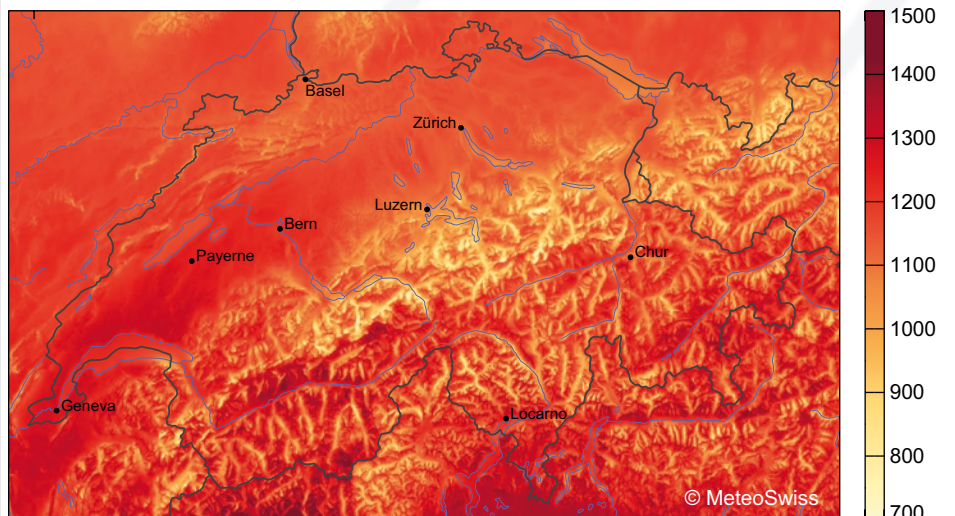 1500
1400
Basel
Zürich
1300
Luzern
1200
Bern
Chur
Payerne
1100
1000
900
Geneva
Locarno
800
© MeteoSwiss
700